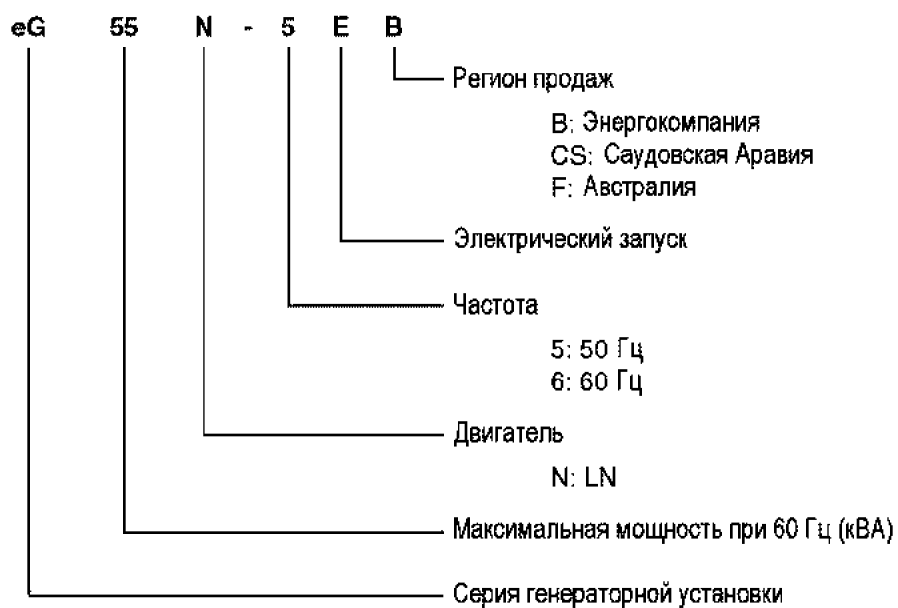 eG 55 N - 5 E B
Регион продаж
B: Энергокомпания
CS: Саудовская Аравия
F: Австралия
Электрический запуск
Частота
5: 50 Гц
6: 60 Гц
Двигатель
N: LN
Максимальная мощность при 60 Гц (кВА)
Серия генераторной установки